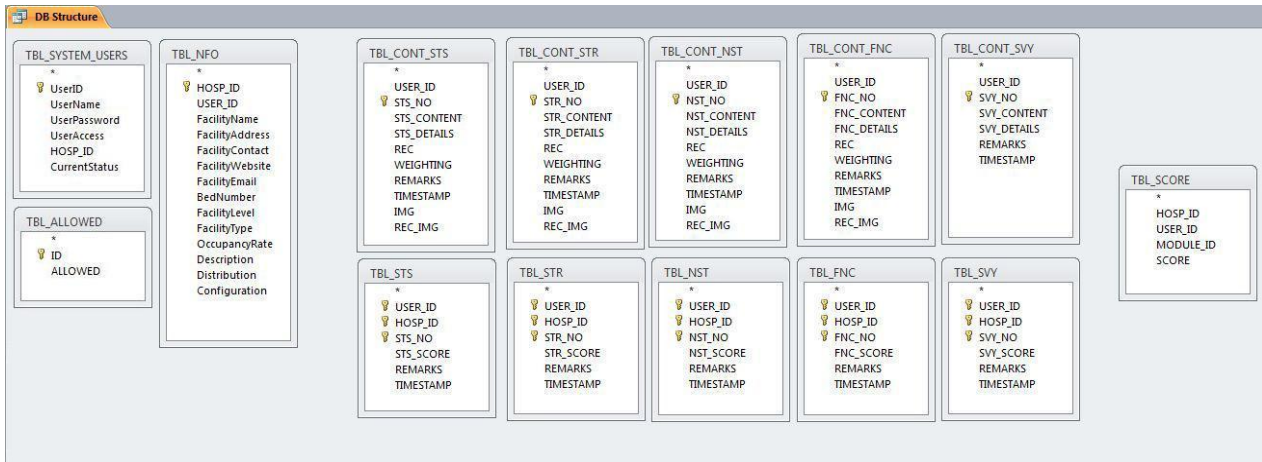 DB Structure
TBL_SYSTEM_USERS
*
UserID
UserName
UserPassword
UserAccess
HOSP_ID
CurrentStatus
TBL_ALLOWED
*
ID
ALLOWED
TBL_NFO
*
HOSP_ID
USER_ID
FacilityName
FacilityAddress
FacilityContact
FacilityWebsite
FacilityEmail
BedNumber
FacilityLevel
FacilityType
OccupancyRate
Description
Distribution
Configuration
TBL_CONT_STS
*
USER_ID
STS_NO
STS_CONTENT
STS_DETAILS
REC
WEIGHTING
REMARKS
TIMESTAMP
IMG
REC_IMG
TBL_CONT_STR
*
USER_ID
STR_NO
STR_CONTENT
STR_DETAILS
REC
WEIGHTING
REMARKS
TIMESTAMP
IMG
REC_IMG
TBL_CONT_NST
*
USER_ID
NST_NO
NST_CONTENT
NST_DETAILS
REC
WEIGHTING
REMARKS
TIMESTAMP
IMG
REC_IMG
TBL_CONT_FNC
*
USER_ID
FNC_NO
FNC_CONTENT
FNC_DETAILS
REC
WEIGHTING
REMARKS
TIMESTAMP
IMG
REC_IMG
TBL_CONT_SVY
*
USER_ID
SVY_NO
SVY_CONTENT
SVY_DETAILS
REMARKS
TIMESTAMP
TBL_STS
*
USER_ID
HOSP_ID
STS_NO
STS_SCORE
REMARKS
TIMESTAMP
TBL_STR
*
USER_ID
HOSP_ID
STR_NO
STR_SCORE
REMARKS
TIMESTAMP
TBL_NST
*
USER_ID
HOSP_ID
NST_NO
NST_SCORE
REMARKS
TIMESTAMP
TBL_FNC
*
USER_ID
HOSP_ID
FNC_NO
FNC_SCORE
REMARKS
TIMESTAMP
TBL_SVY
*
USER_ID
HOSP_ID
SVY_NO
SVY_SCORE
REMARKS
TIMESTAMP
TBL_SCORE
*
HOSP_ID
USER_ID
MODULE_ID
SCORE